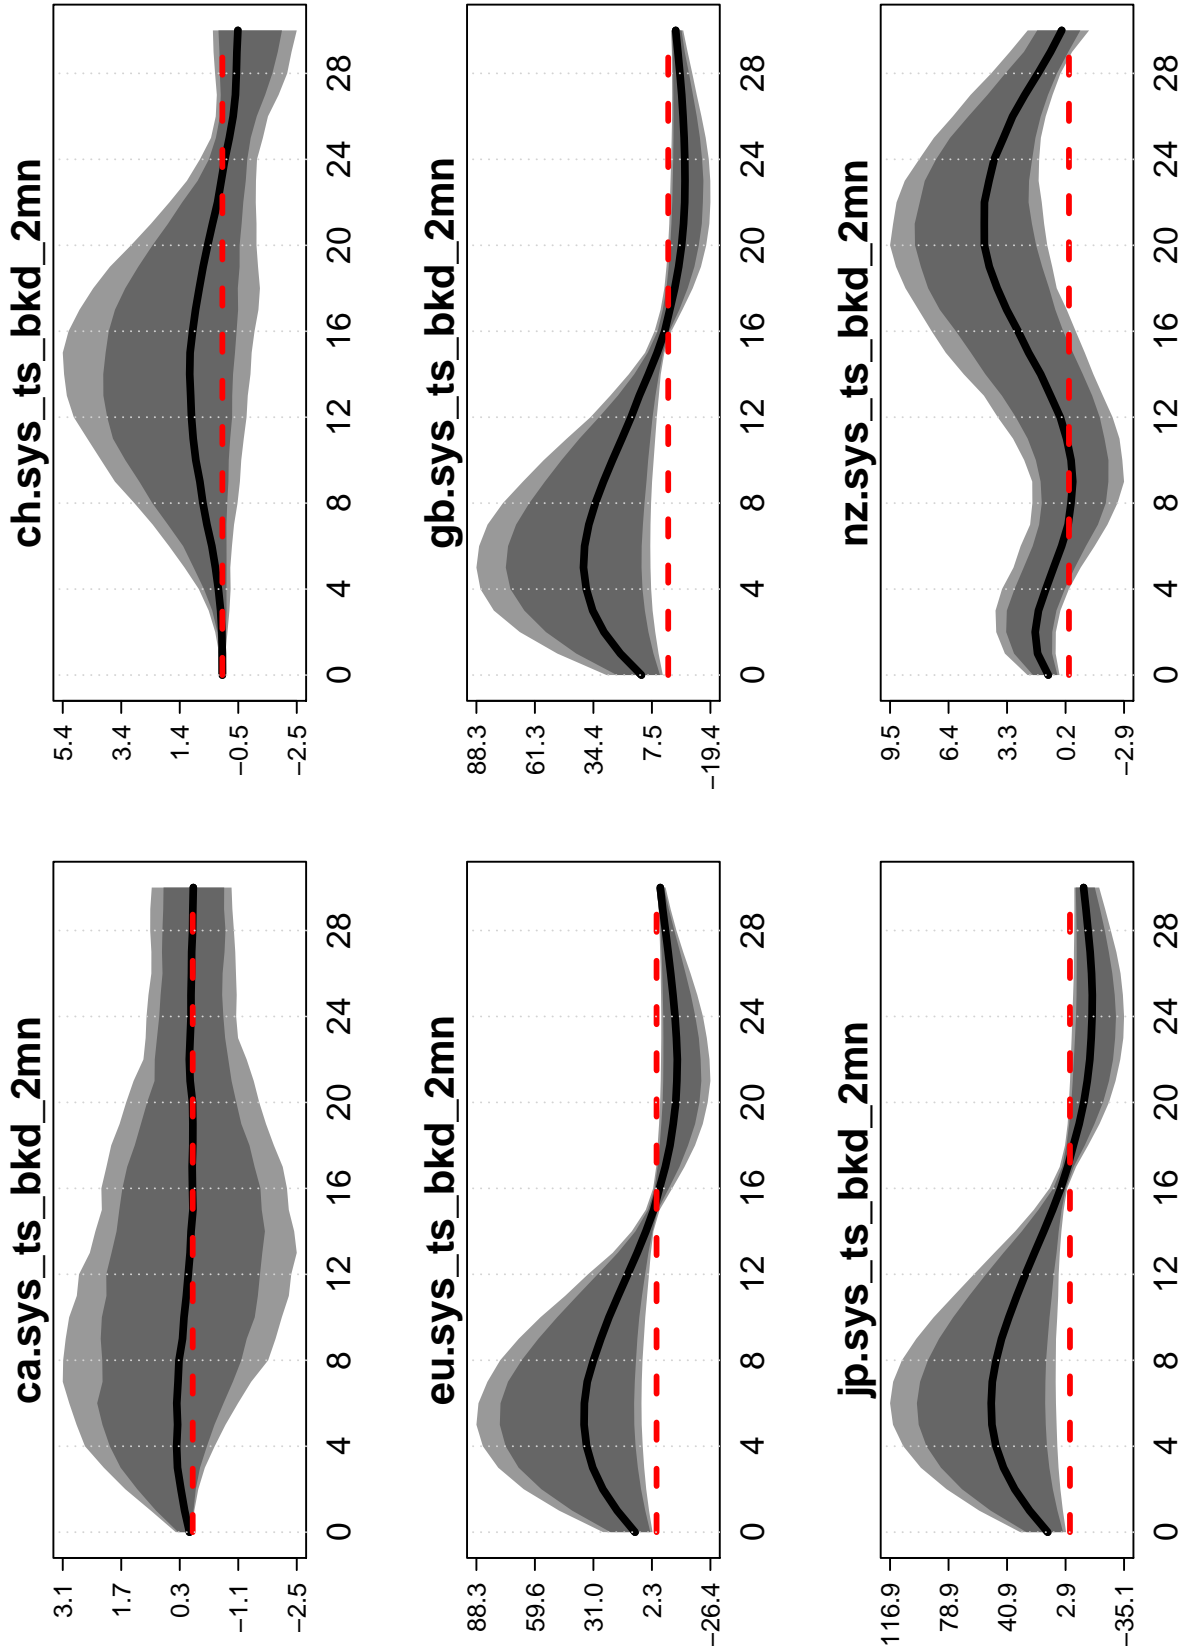 ca.sys_ts_bkd_2mn
3.1
1.7
0.3
−1.1
−2.5
0 4 8 12 16 20 24 28
ch.sys_ts_bkd_2mn
5.4
3.4
1.4
−0.5
−2.5
0 4 8 12 16 20 24 28
eu.sys_ts_bkd_2mn
88.3
59.6
31.0
2.3
−26.4
0 4 8 12 16 20 24 28
gb.sys_ts_bkd_2mn
88.3
61.3
34.4
7.5
−19.4
0 4 8 12 16 20 24 28
jp.sys_ts_bkd_2mn
116.9
78.9
40.9
2.9
−35.1
0 4 8 12 16 20 24 28
nz.sys_ts_bkd_2mn
9.5
6.4
3.3
0.2
−2.9
0 4 8 12 16 20 24 28